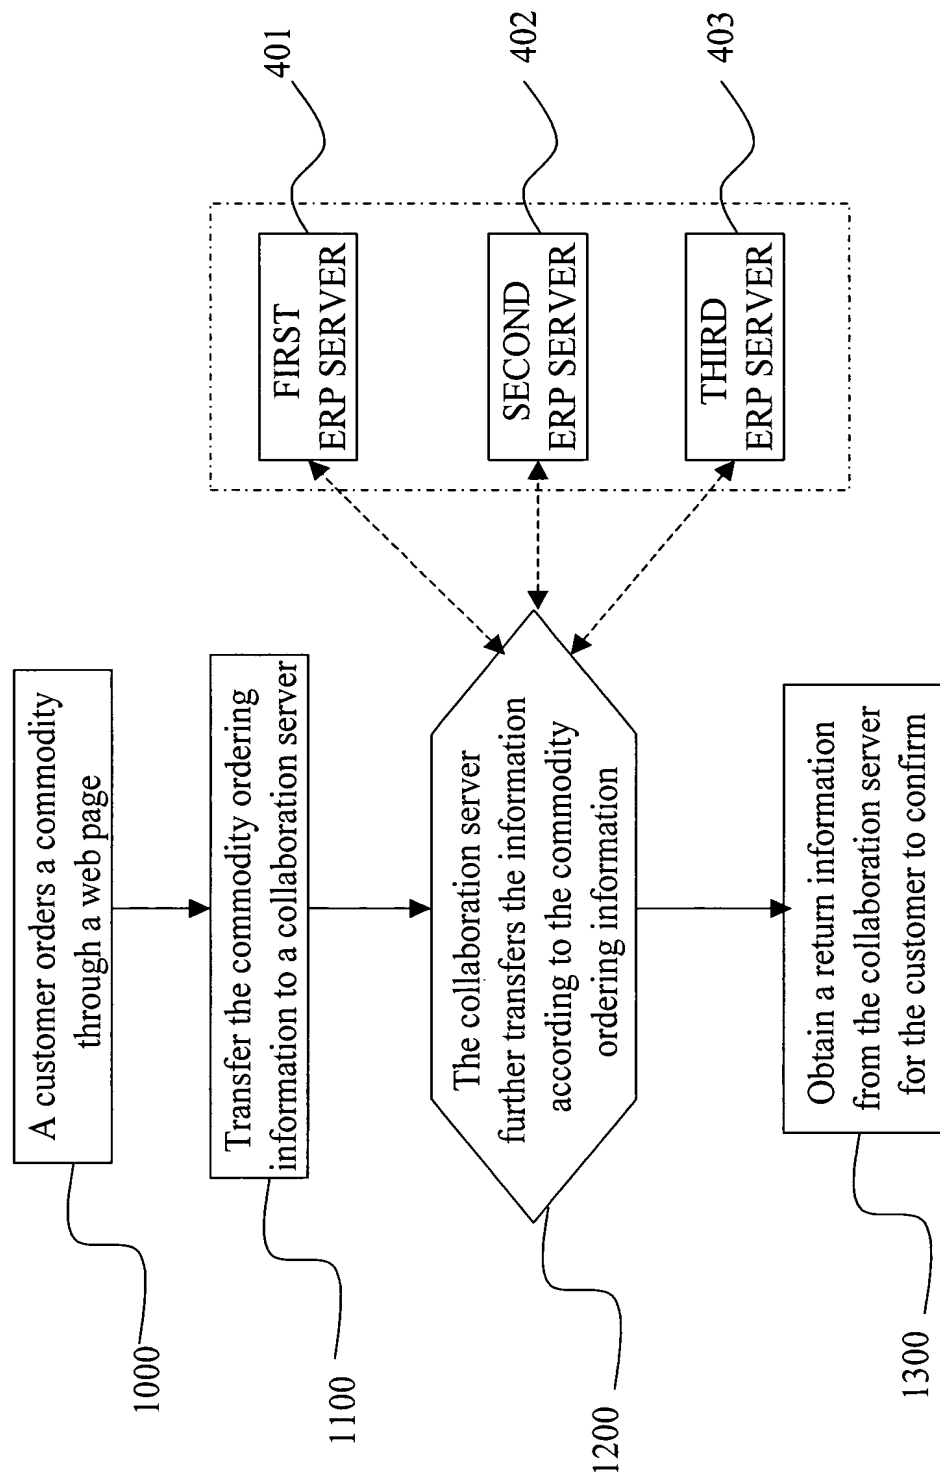 1000
A customer orders a commodity
through a web page
1100
Transfer the commodity ordering
information to a collaboration server
1200
The collaboration server
further transfers the information
according to the commodity
ordering information
FIRST
ERP SERVER
401
SECOND
ERP SERVER
402
THIRD
ERP SERVER
403
1300
Obtain a return information
from the collaboration server
for the customer to confirm